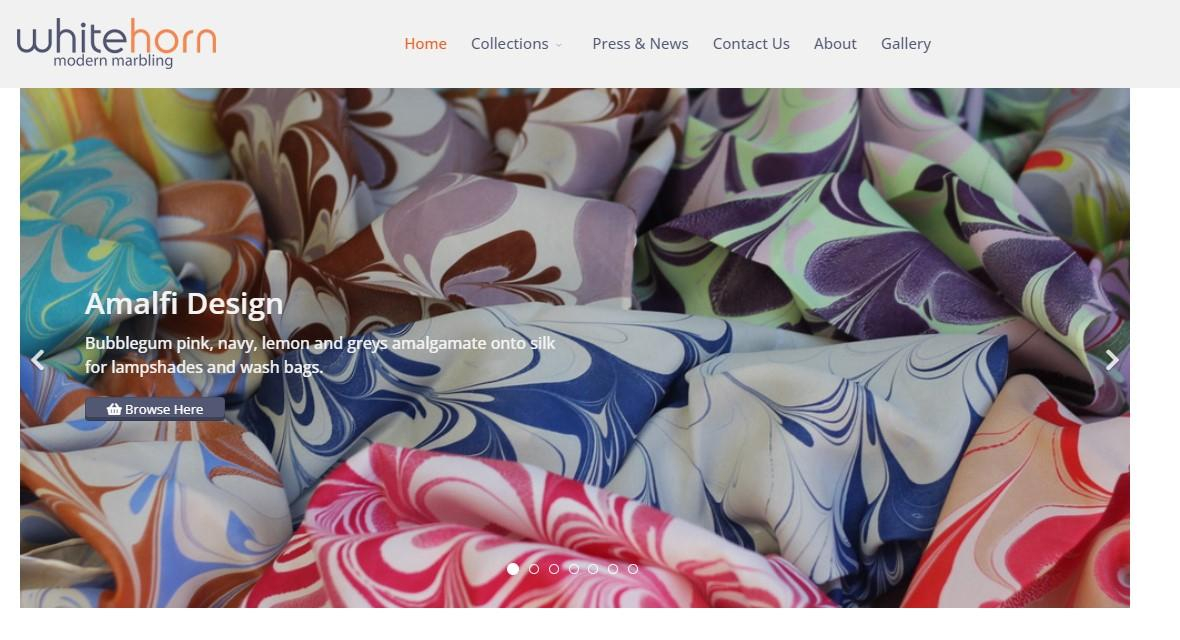 whitehorn
modern marbling
Home Collections Press & News Contact Us About Gallery
Amalfi Design
Bubblegum pink, navy, lemon and greys amalgamate onto silk
for lampshades and wash bags.
Browse Here